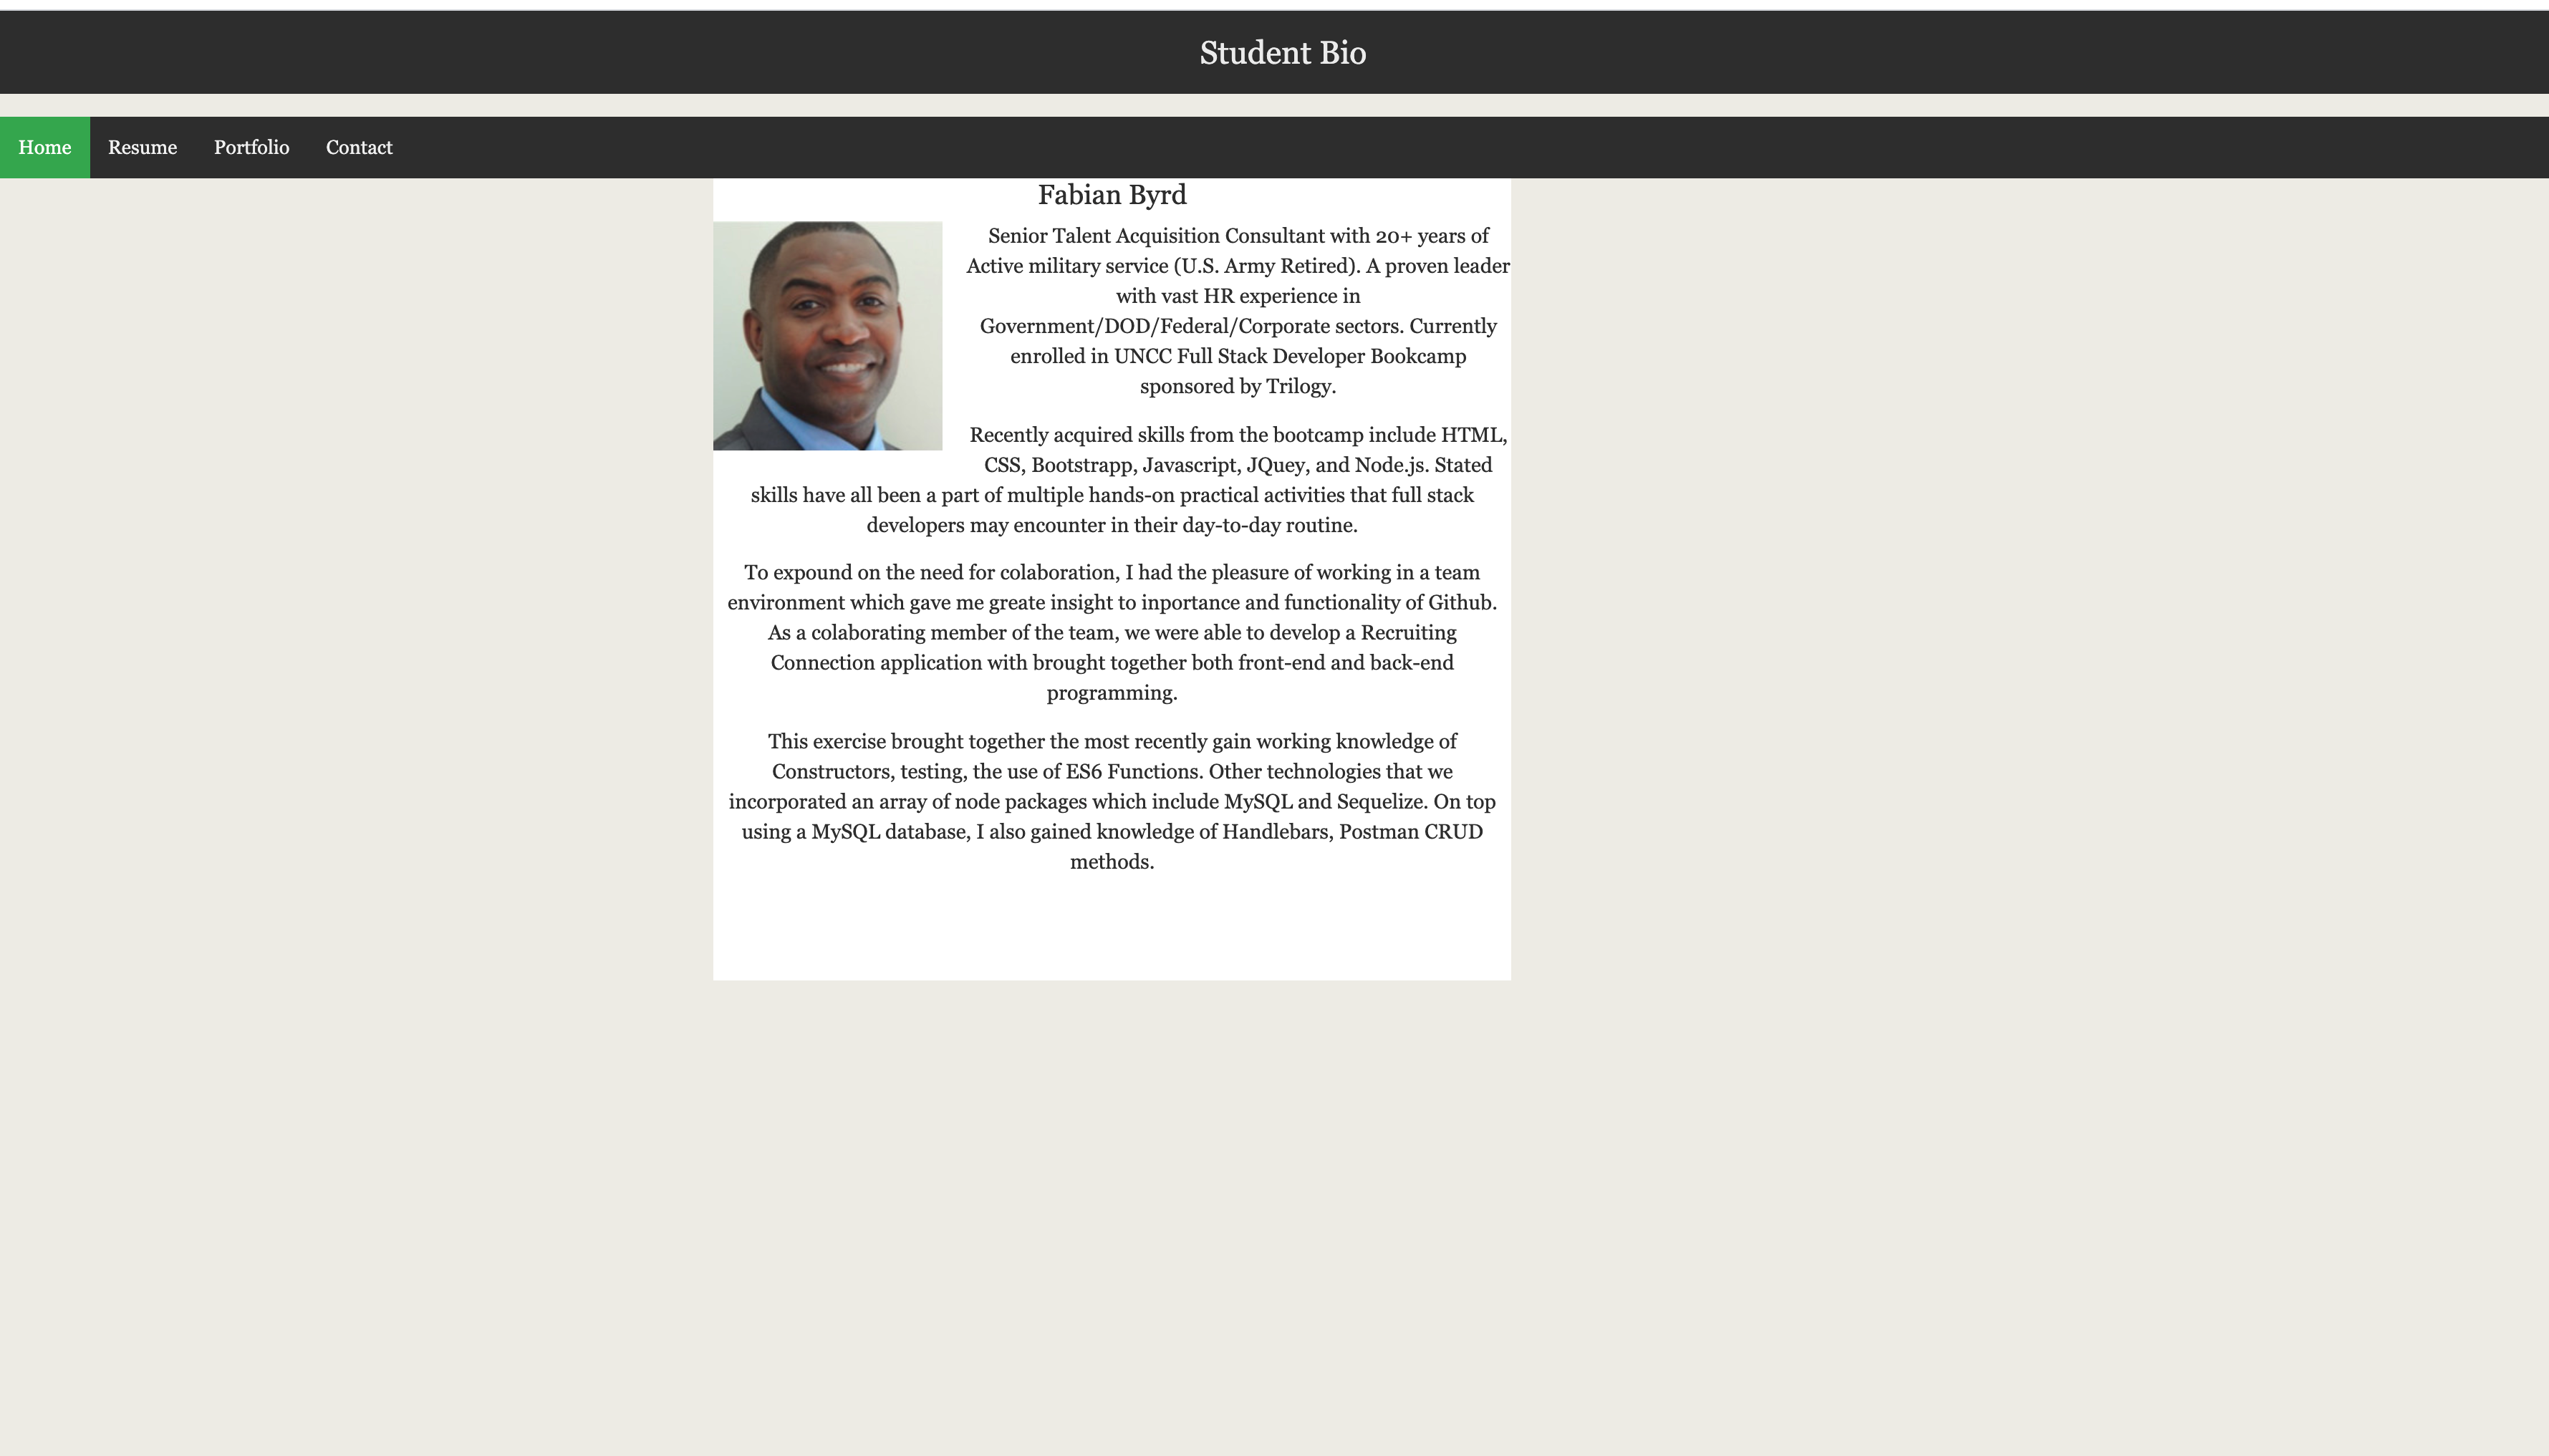 Student Bio
Home Resume Portfolio Contact
Fabian Byrd
Senior Talent Acquisition Consultant with 20+ years of
Active military service (U.S. Army Retired). A proven leader
with vast HR experience in
Government/DOD/Federal/Corporate sectors. Currently
enrolled in UNCC Full Stack Developer Bookcamp
sponsored by Trilogy.
Recently acquired skills from the bootcamp include HTML,
CSS, Bootstrapp, Javascript, JQuey, and Node.js. Stated
skills have all been a part of multiple hands-on practical activities that full stack
developers may encounter in their day-to-day routine.
To expound on the need for colaboration, I had the pleasure of working in a team
environment which gave me greate insight to inportance and functionality of Github.
As a colaborating member of the team, we were able to develop a Recruiting
Connection application with brought together both front-end and back-end
programming.
This exercise brought together the most recently gain working knowledge of
Constructors, testing, the use of ES6 Functions. Other technologies that we
incorporated an array of node packages which include MySQL and Sequelize. On top
using a MySQL database, I also gained knowledge of Handlebars, Postman CRUD
methods.